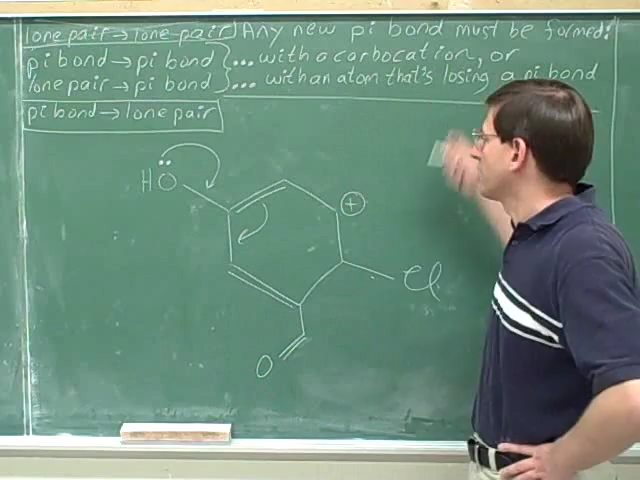 lone pair → lone pair Any new pi bond must be formed:
pi bond → pi bond ... with a carbocation, or
lone pair → pi bond ... with an atom that's losing a pi bond
pi bond → lone pair
HO
+
Cl
O